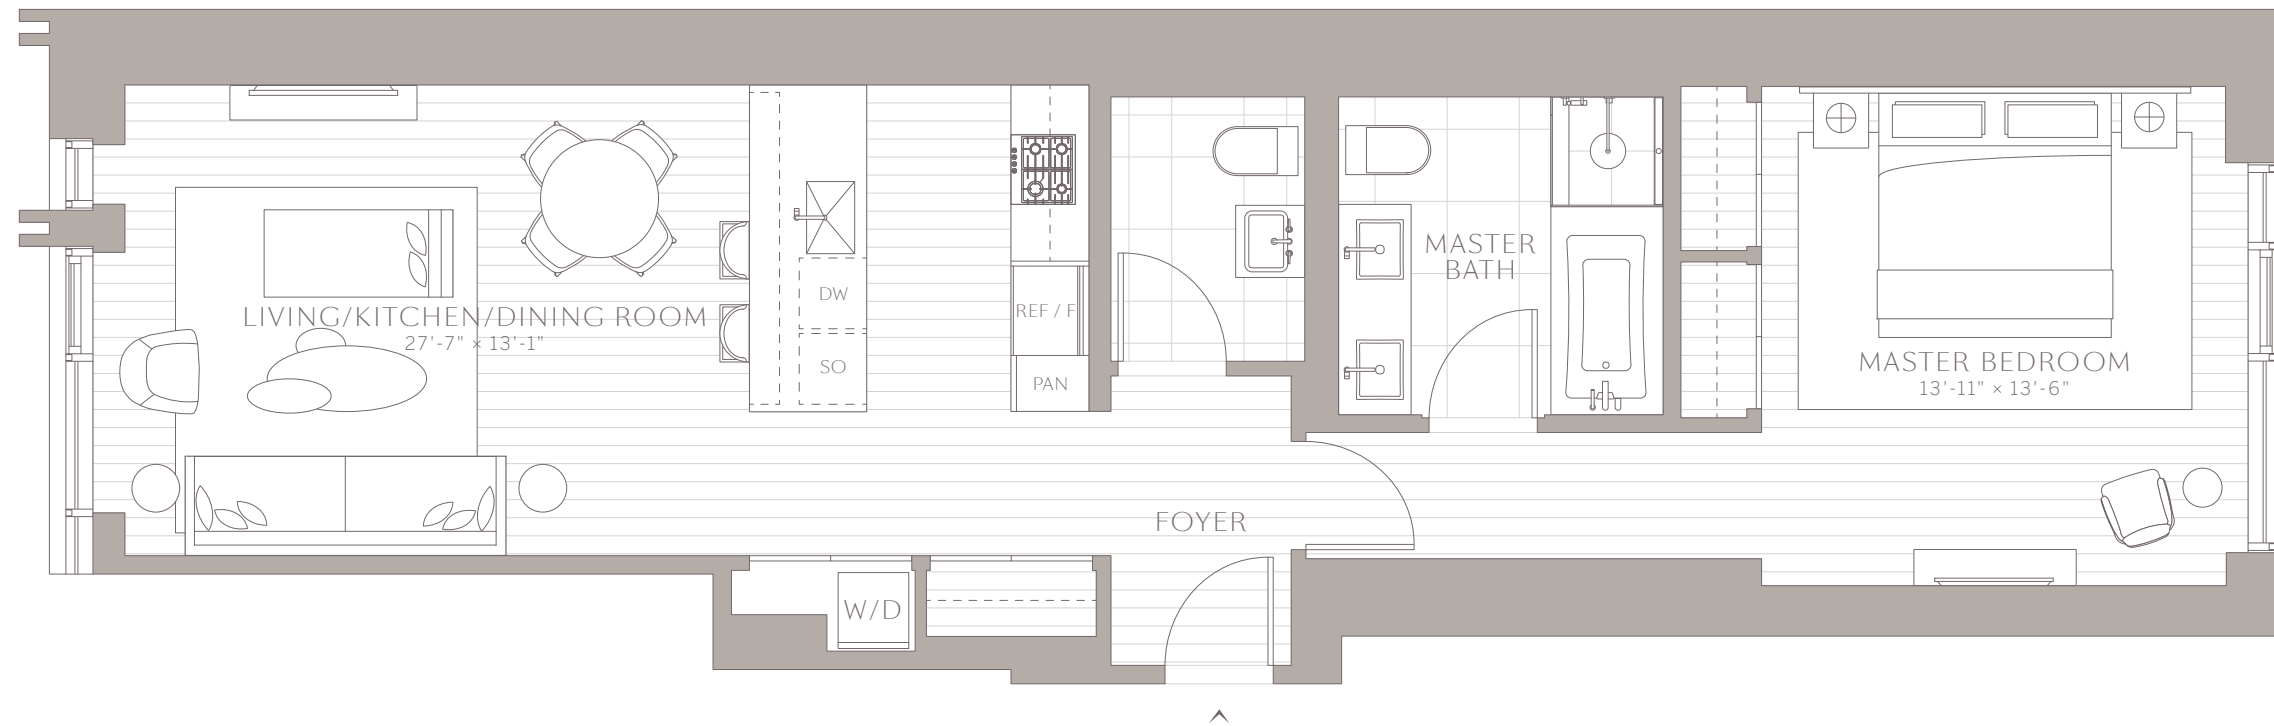 LIVING/KITCHEN/DINING ROOM
27'-7" × 13'-1"
DW
SO
REF / F
PAN
MASTER
BATH
MASTER BEDROOM
13'-11" × 13'-6"
FOYER
W/D